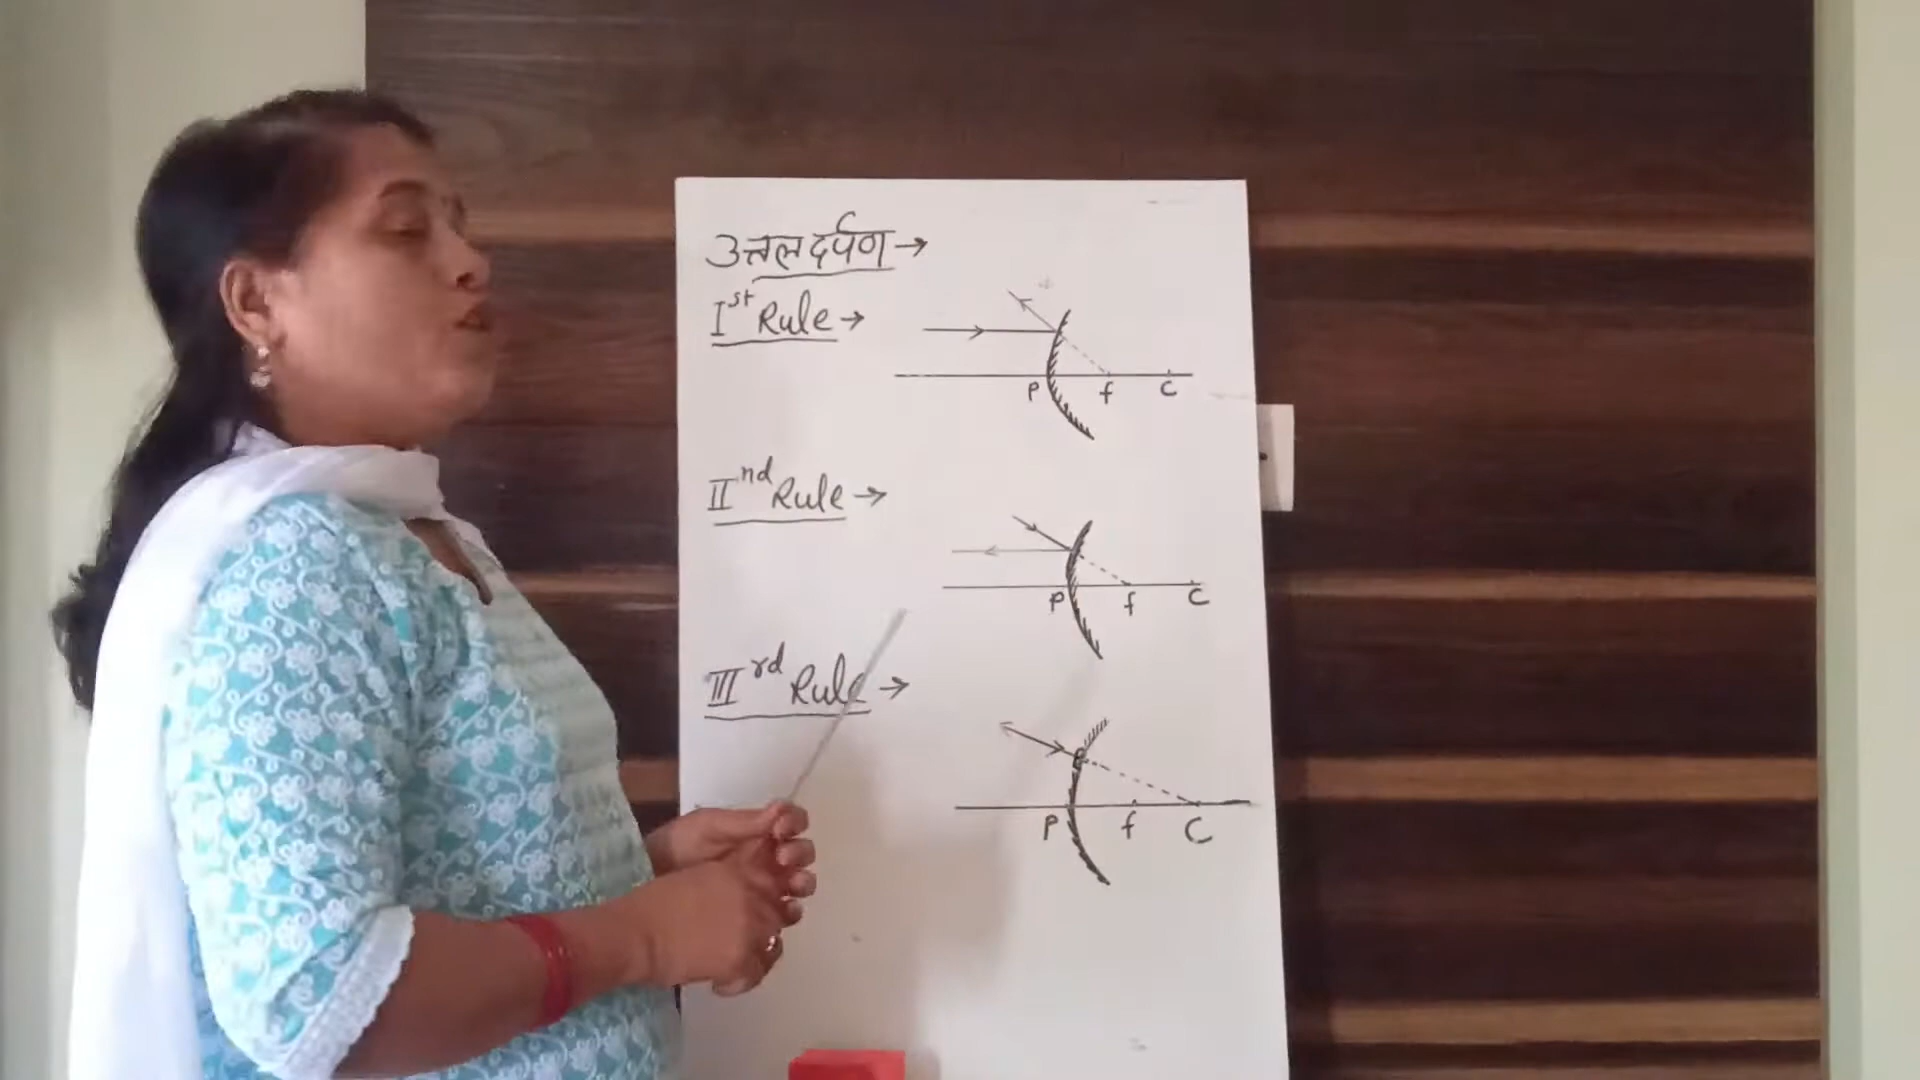 उत्तल दर्पण →
Ist Rule →
P f C
IInd Rule →
P f C
IIIrd Rule →
P f C